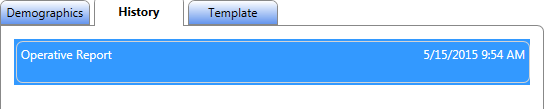 Demographics History Template
Operative Report 5/15/2015 9:54 AM